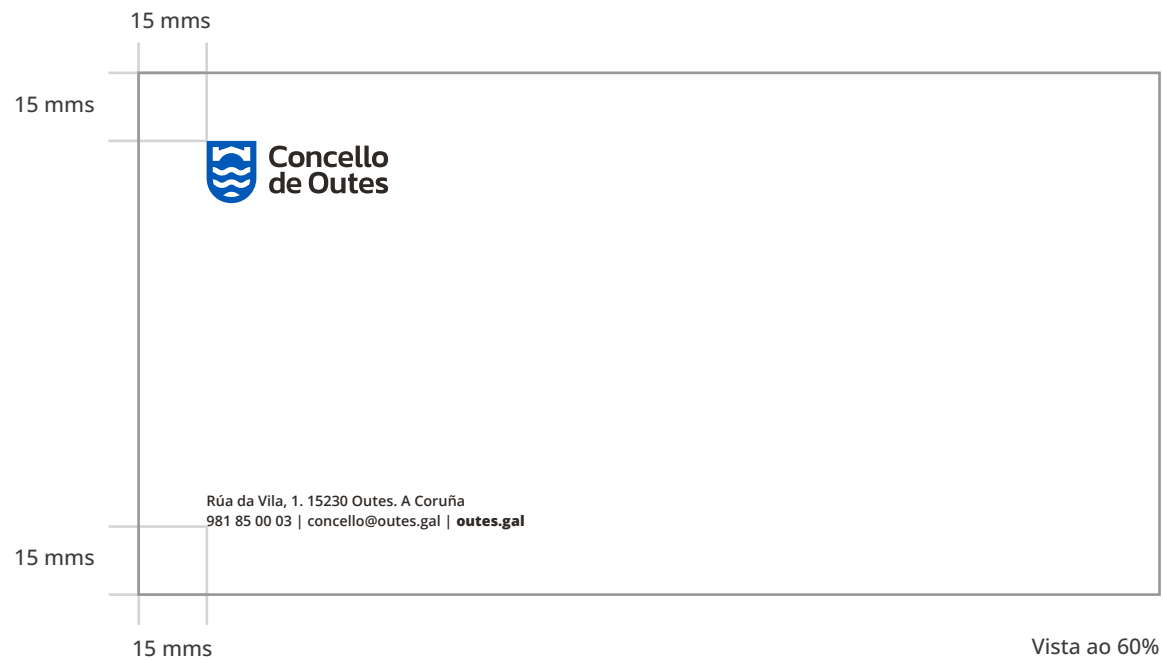 15 mms
15 mms
Concello
de Outes
Rúa da Vila, 1. 15230 Outes. A Coruña
981 85 00 03 | concello@outes.gal | outes.gal
15 mms
15 mms
Vista ao 60%